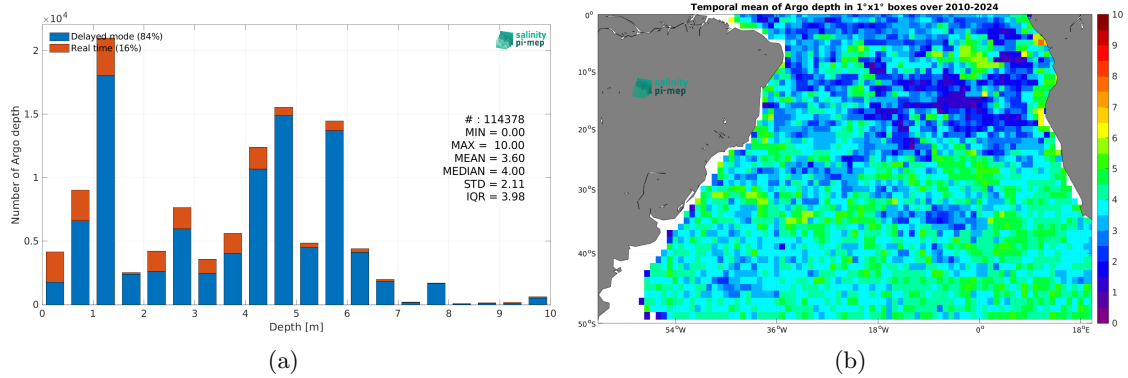 ×10⁴
Delayed mode (84%)
Real time (16%)
salinity
pi-mep
# : 114378
MIN = 0.00
MAX = 10.00
MEAN = 3.60
MEDIAN = 4.00
STD = 2.11
IQR = 3.98
Number of Argo depth
2
1.5
1
0.5
0
0 1 2 3 4 5 6 7 8 9 10
Depth [m]
(a)
Temporal mean of Argo depth in 1°x1° boxes over 2010-2024
salinity
pi-mep
0°
10°S
20°S
30°S
40°S
50°S
54°W 36°W 18°W 0° 18°E
10
9
8
7
6
5
4
3
2
1
0
(b)